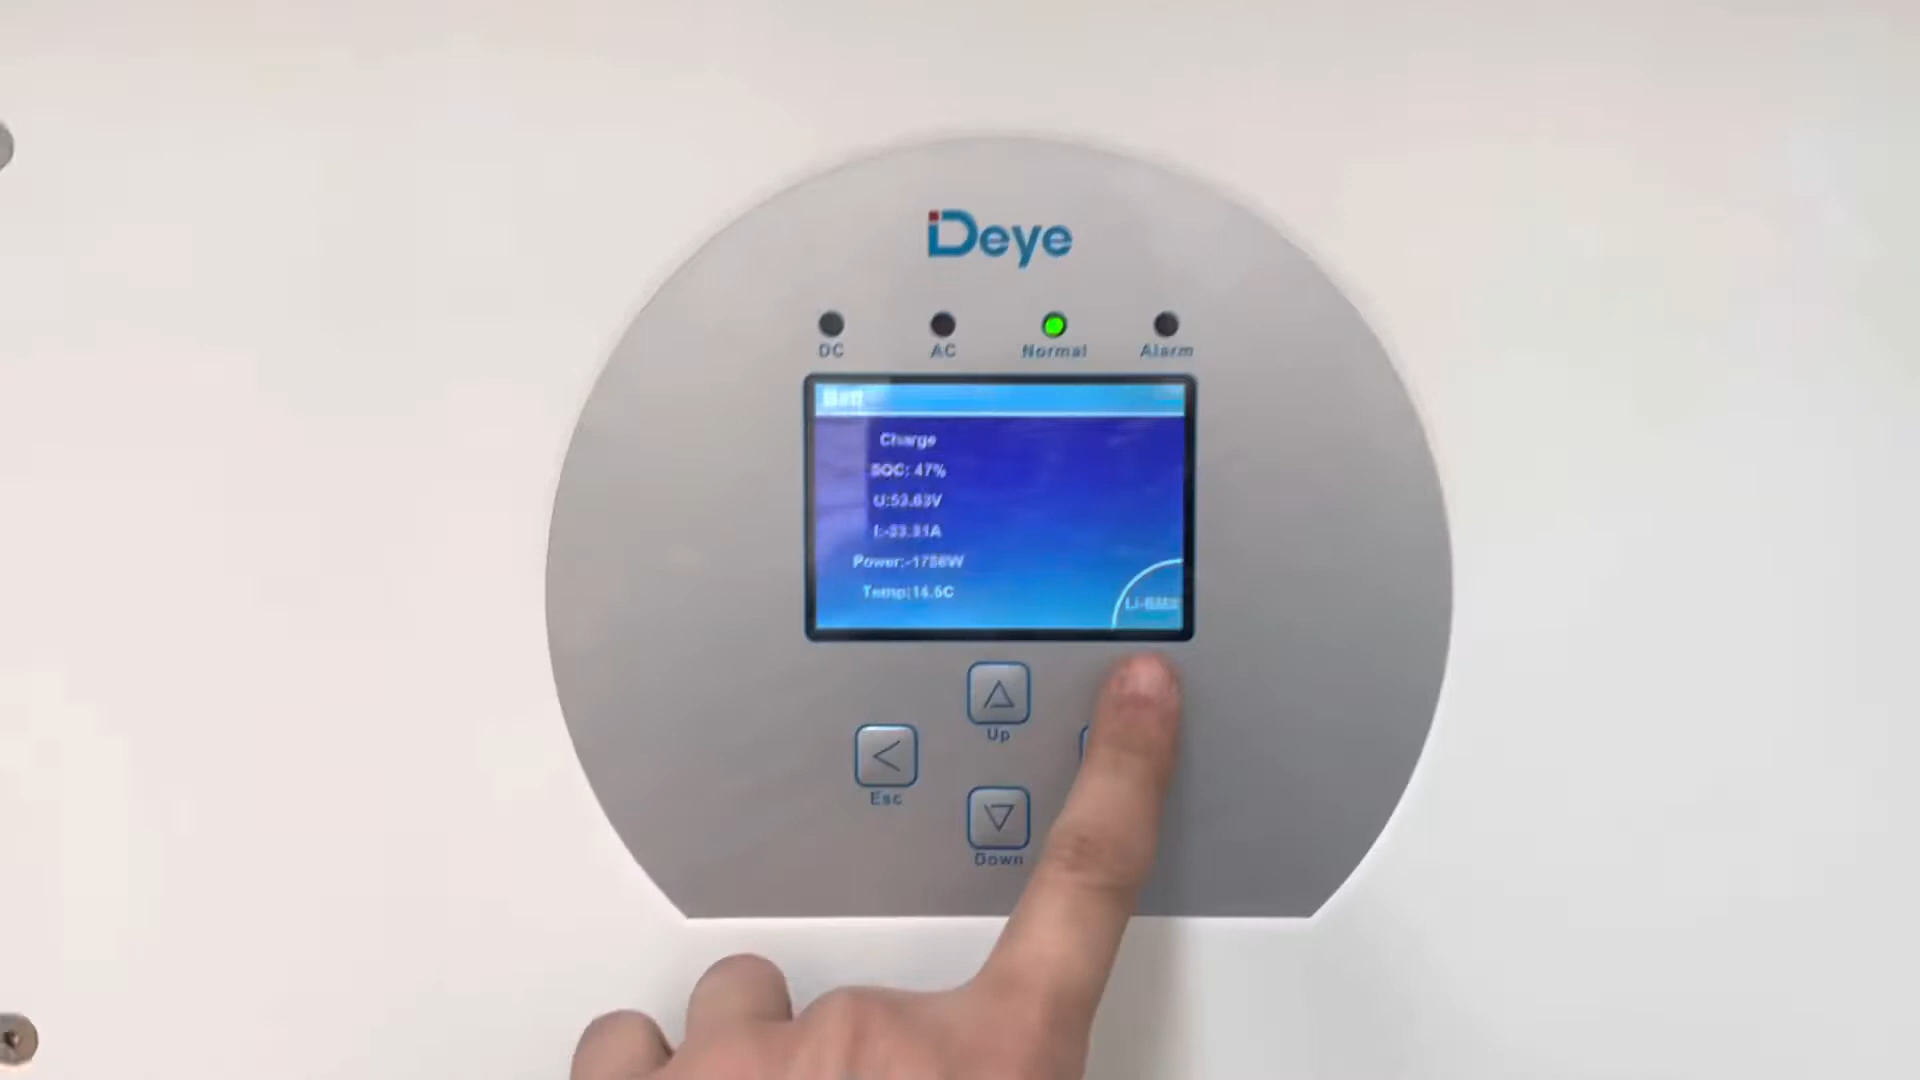 Deye
DC AC Normal Alarm
Batt
Charge
SOC: 47%
U:53.63V
I:-33.31A
Power:-1786W
Temp:14.5C
Li-BMS
Up
Esc
Down